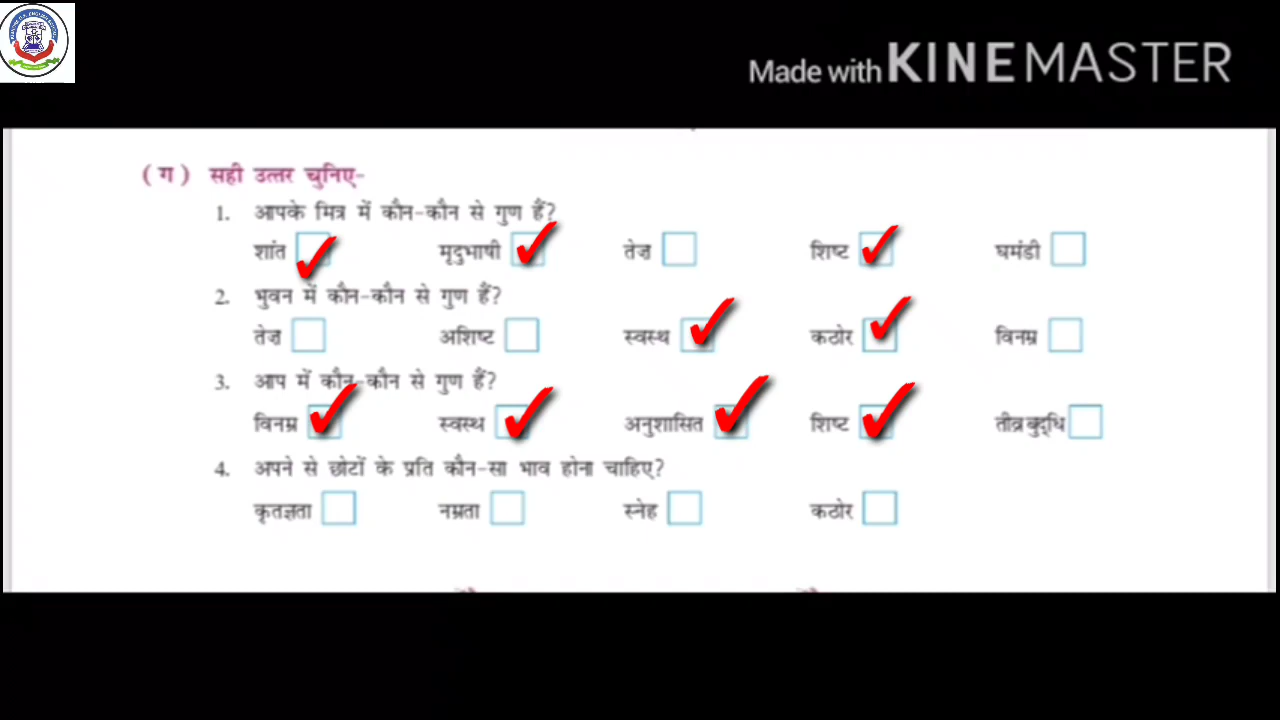 Made with KINEMASTER
(ग) सही उत्तर चुनिए-
1. आपके मित्र में कौन-कौन से गुण हैं?
शांत मृदुभाषी तेज़ शिष्ट घमंडी
2. भुवन में कौन-कौन से गुण हैं?
तेज़ अशिष्ट स्वस्थ कठोर विनम्र
3. आप में कौन-कौन से गुण हैं?
विनम्र स्वस्थ अनुशासित शिष्ट तीव्रबुद्धि
4. अपने से छोटों के प्रति कौन-सा भाव होना चाहिए?
कृतज्ञता नम्रता स्नेह कठोर